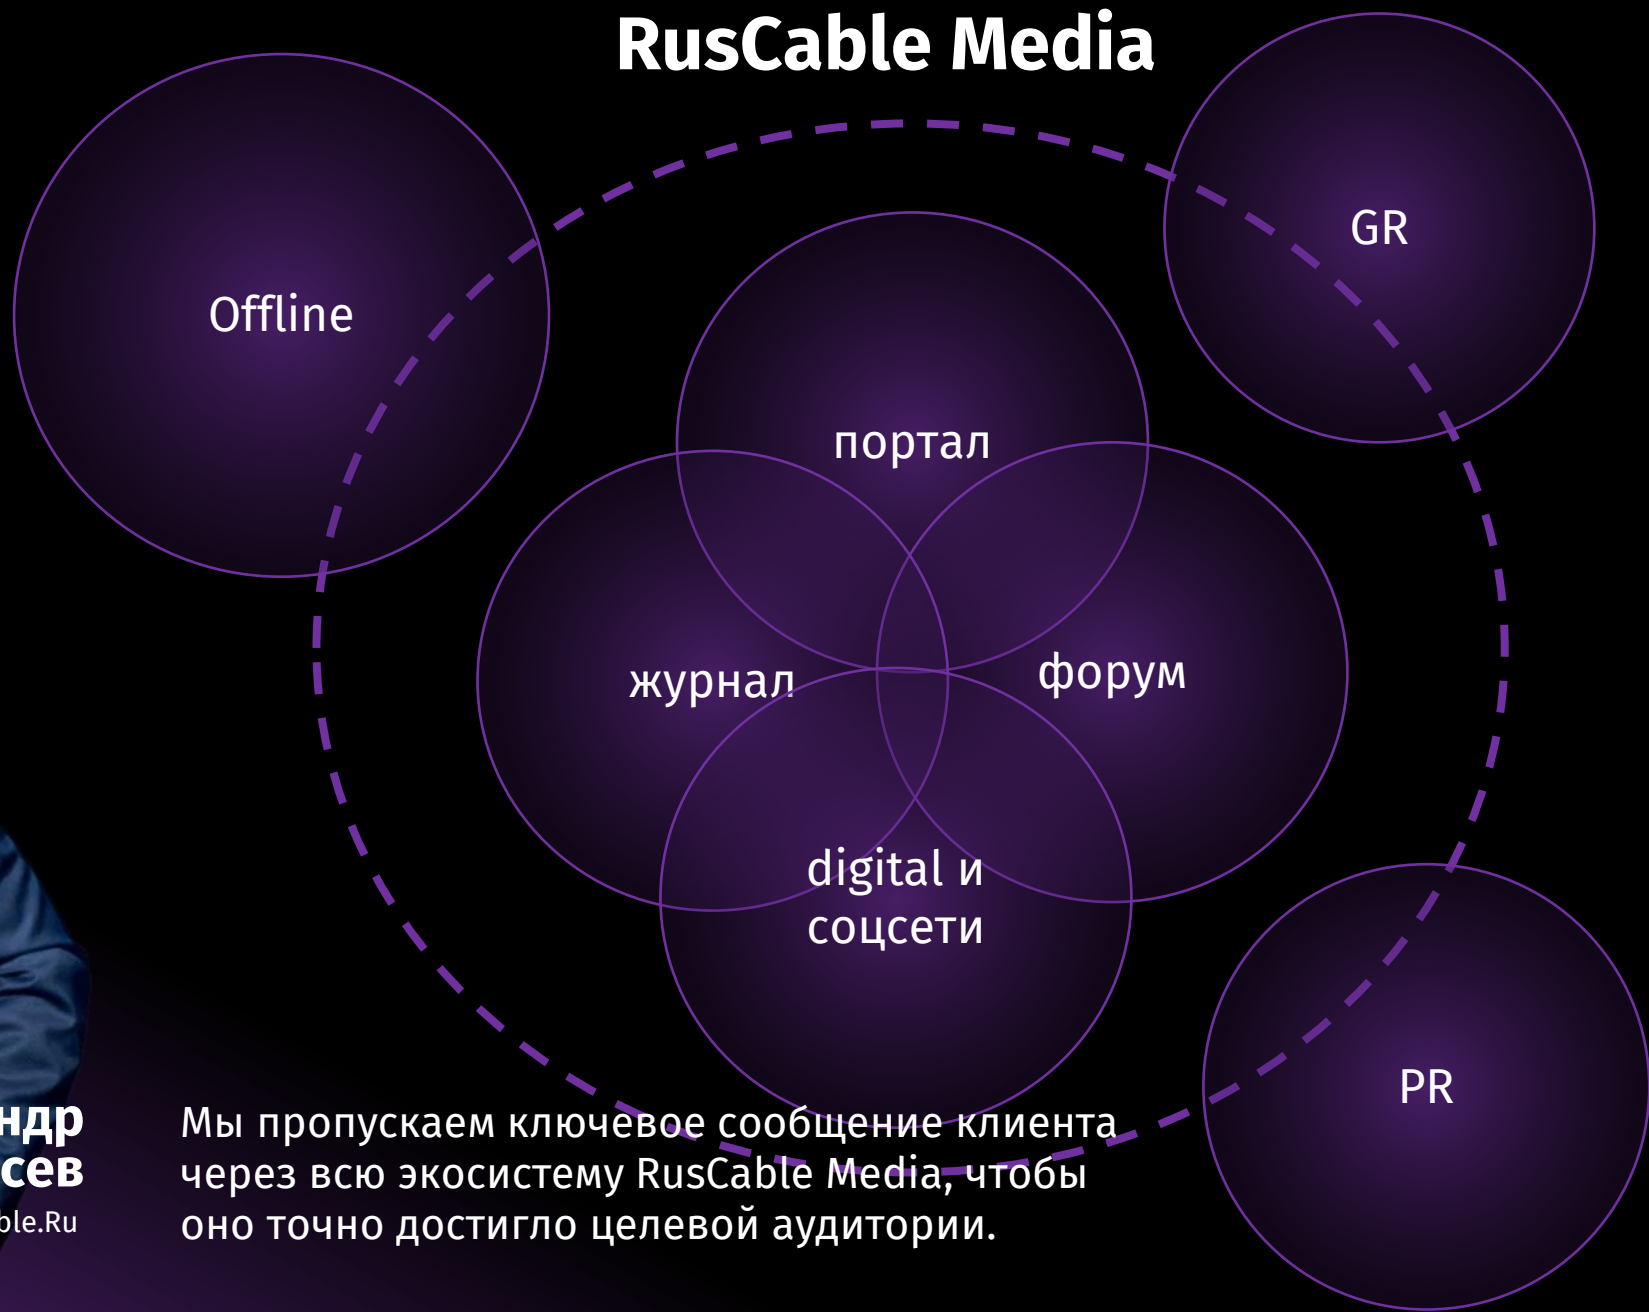 RusCable Media
GR
Offline
портал
журнал
форум
digital и
соцсети
PR
Мы пропускаем ключевое сообщение клиента
через всю экосистему RusCable Media, чтобы
оно точно достигло целевой аудитории.